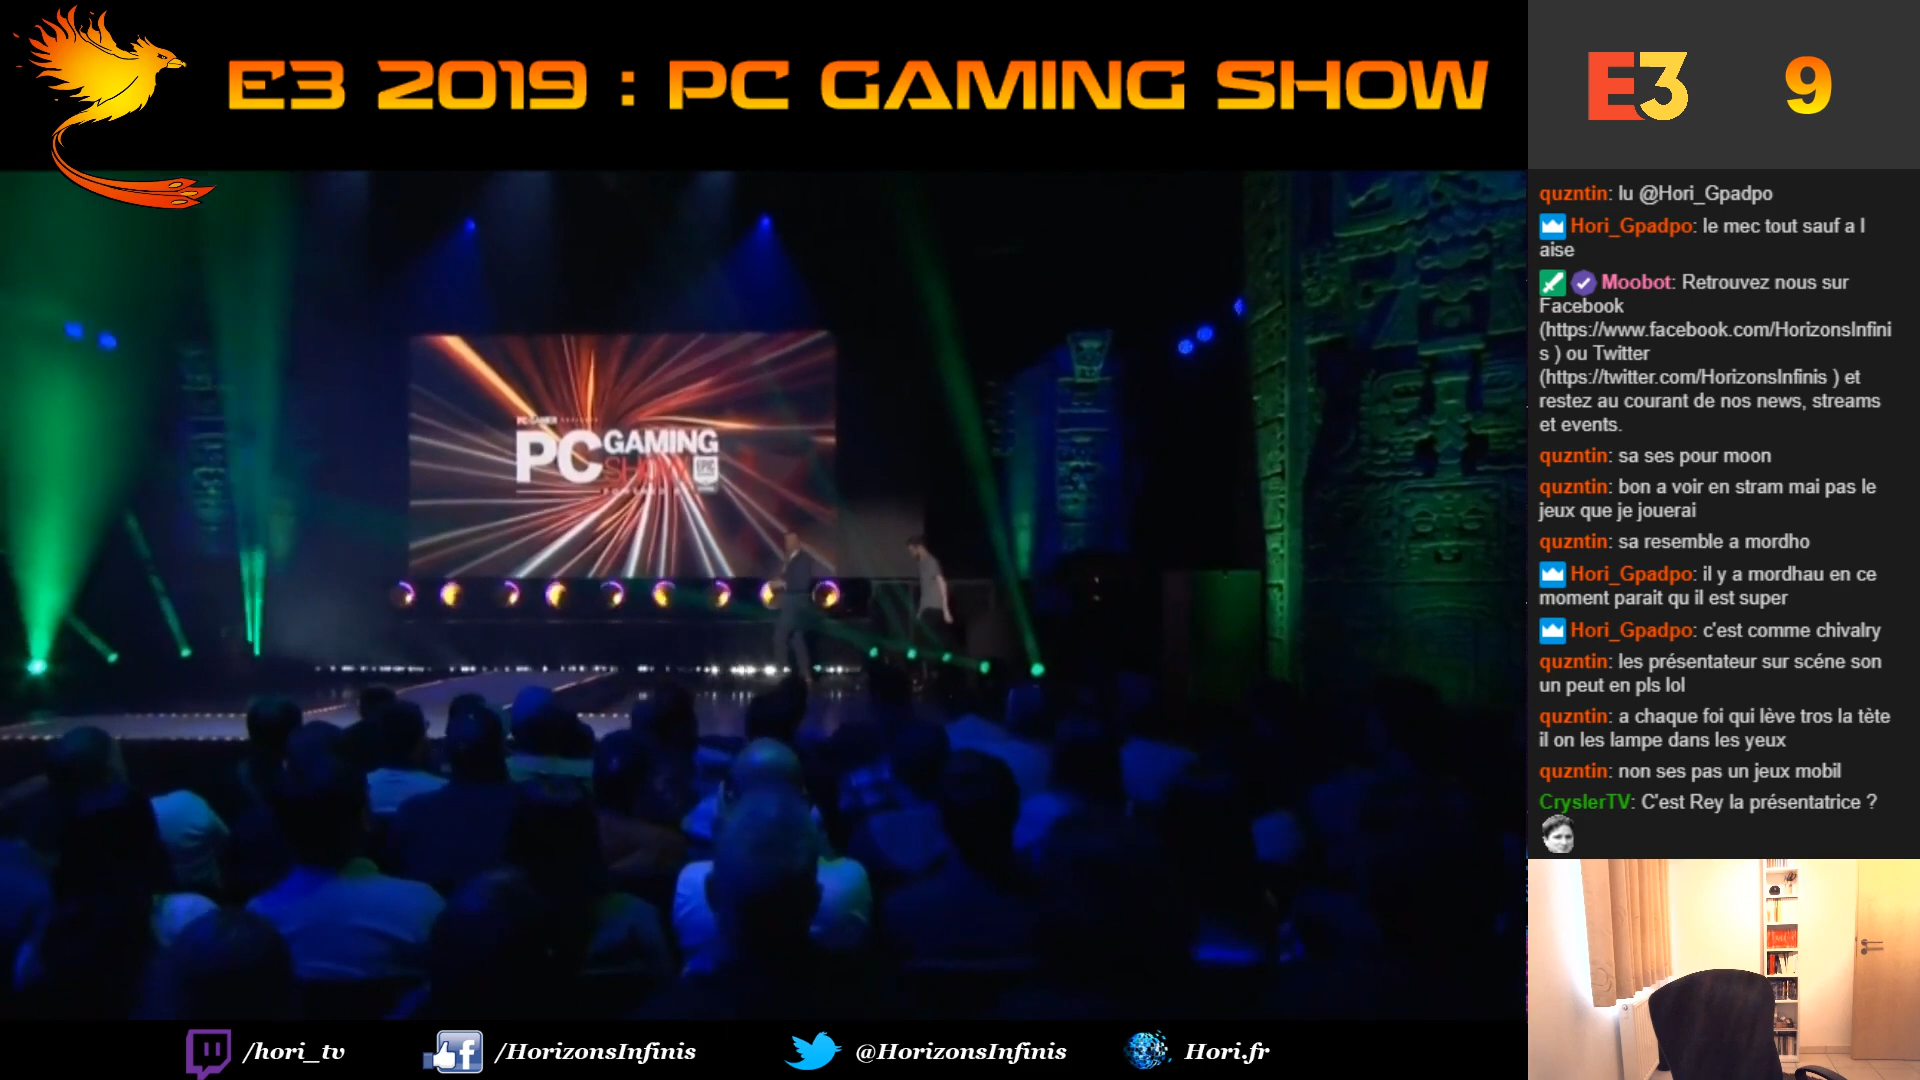 E3 2019 : PC GAMING SHOW
E3 9
PC GAMER
PC GAMING
SHOW
EPIC
quzntin: lu @Hori_Gpadpo
Hori_Gpadpo: le mec tout sauf a l
aise
Moobot: Retrouvez nous sur
Facebook
(https://www.facebook.com/HorizonsInfini
s ) ou Twitter
(https://twitter.com/HorizonsInfinis ) et
restez au courant de nos news, streams
et events.
quzntin: sa ses pour moon
quzntin: bon a voir en stram mai pas le
jeux que je jouerai
quzntin: sa resemble a mordho
Hori_Gpadpo: il y a mordhau en ce
moment parait qu il est super
Hori_Gpadpo: c'est comme chivalry
quzntin: les présentateur sur scéne son
un peut en pls lol
quzntin: a chaque foi qui lève tros la tète
il on les lampe dans les yeux
quzntin: non ses pas un jeux mobil
CryslerTV: C'est Rey la présentatrice ?
/hori_tv
/HorizonsInfinis
@HorizonsInfinis
Hori.fr